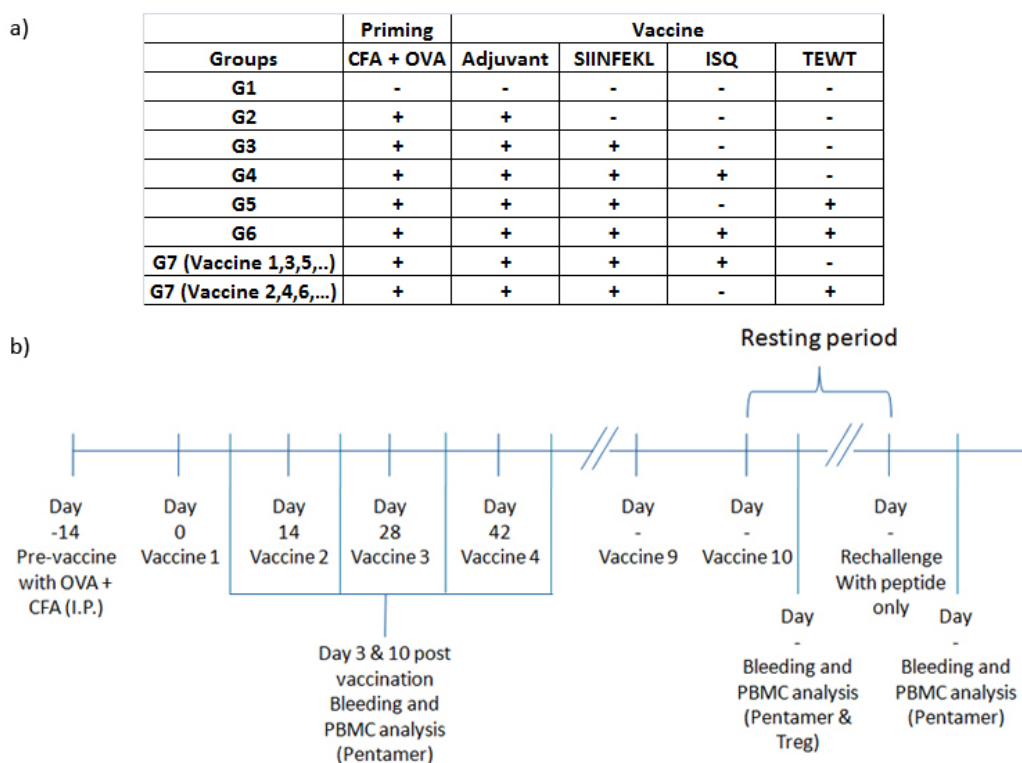 a)
Priming Vaccine
Groups CFA + OVA Adjuvant SIINFEKL ISQ TEWT
G1 - - - - -
G2 + + - - -
G3 + + + - -
G4 + + + + -
G5 + + + - +
G6 + + + + +
G7 (Vaccine 1,3,5,..) + + + + -
G7 (Vaccine 2,4,6,...) + + + - +
b)
Resting period
Day
-14
Pre-vaccine
with OVA +
CFA (I.P.)
Day
0
Vaccine 1
Day
14
Vaccine 2
Day
28
Vaccine 3
Day
42
Vaccine 4
Day
-
Vaccine 9
Day
-
Vaccine 10
Day
-
Rechallenge
With peptide
only
Day 3 & 10 post
vaccination
Bleeding and
PBMC analysis
(Pentamer)
Day
-
Bleeding and
PBMC analysis
(Pentamer &
Treg)
Day
-
Bleeding and
PBMC analysis
(Pentamer)